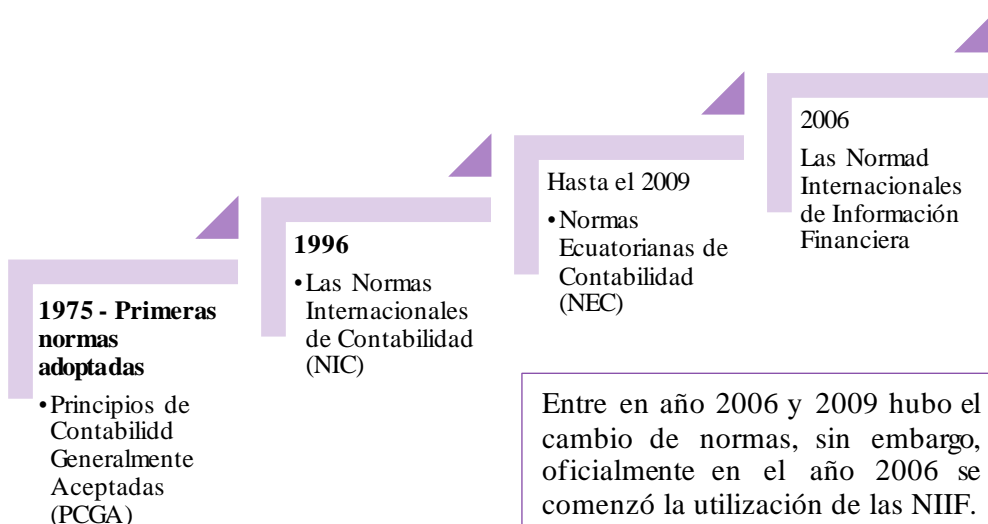 1975 - Primeras
normas
adoptadas
•Principios de
Contabilidd
Generalmente
Aceptadas
(PCGA)
1996
•Las Normas
Internacionales
de Contabilidad
(NIC)
Hasta el 2009
•Normas
Ecuatorianas de
Contabilidad
(NEC)
2006
Las Normad
Internacionales
de Información
Financiera
Entre en año 2006 y 2009 hubo el
cambio de normas, sin embargo,
oficialmente en el año 2006 se
comenzó la utilización de las NIIF.